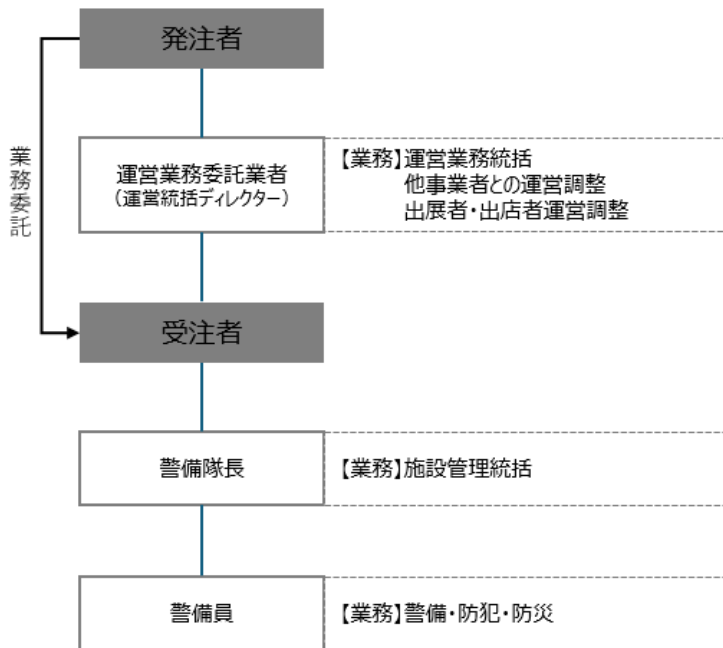 発注者
業務委託
運営業務委託業者
（運営統括ディレクター）
【業務】運営業務統括
他事業者との運営調整
出展者・出店者運営調整
受注者
警備隊長
【業務】施設管理統括
警備員
【業務】警備・防犯・防災